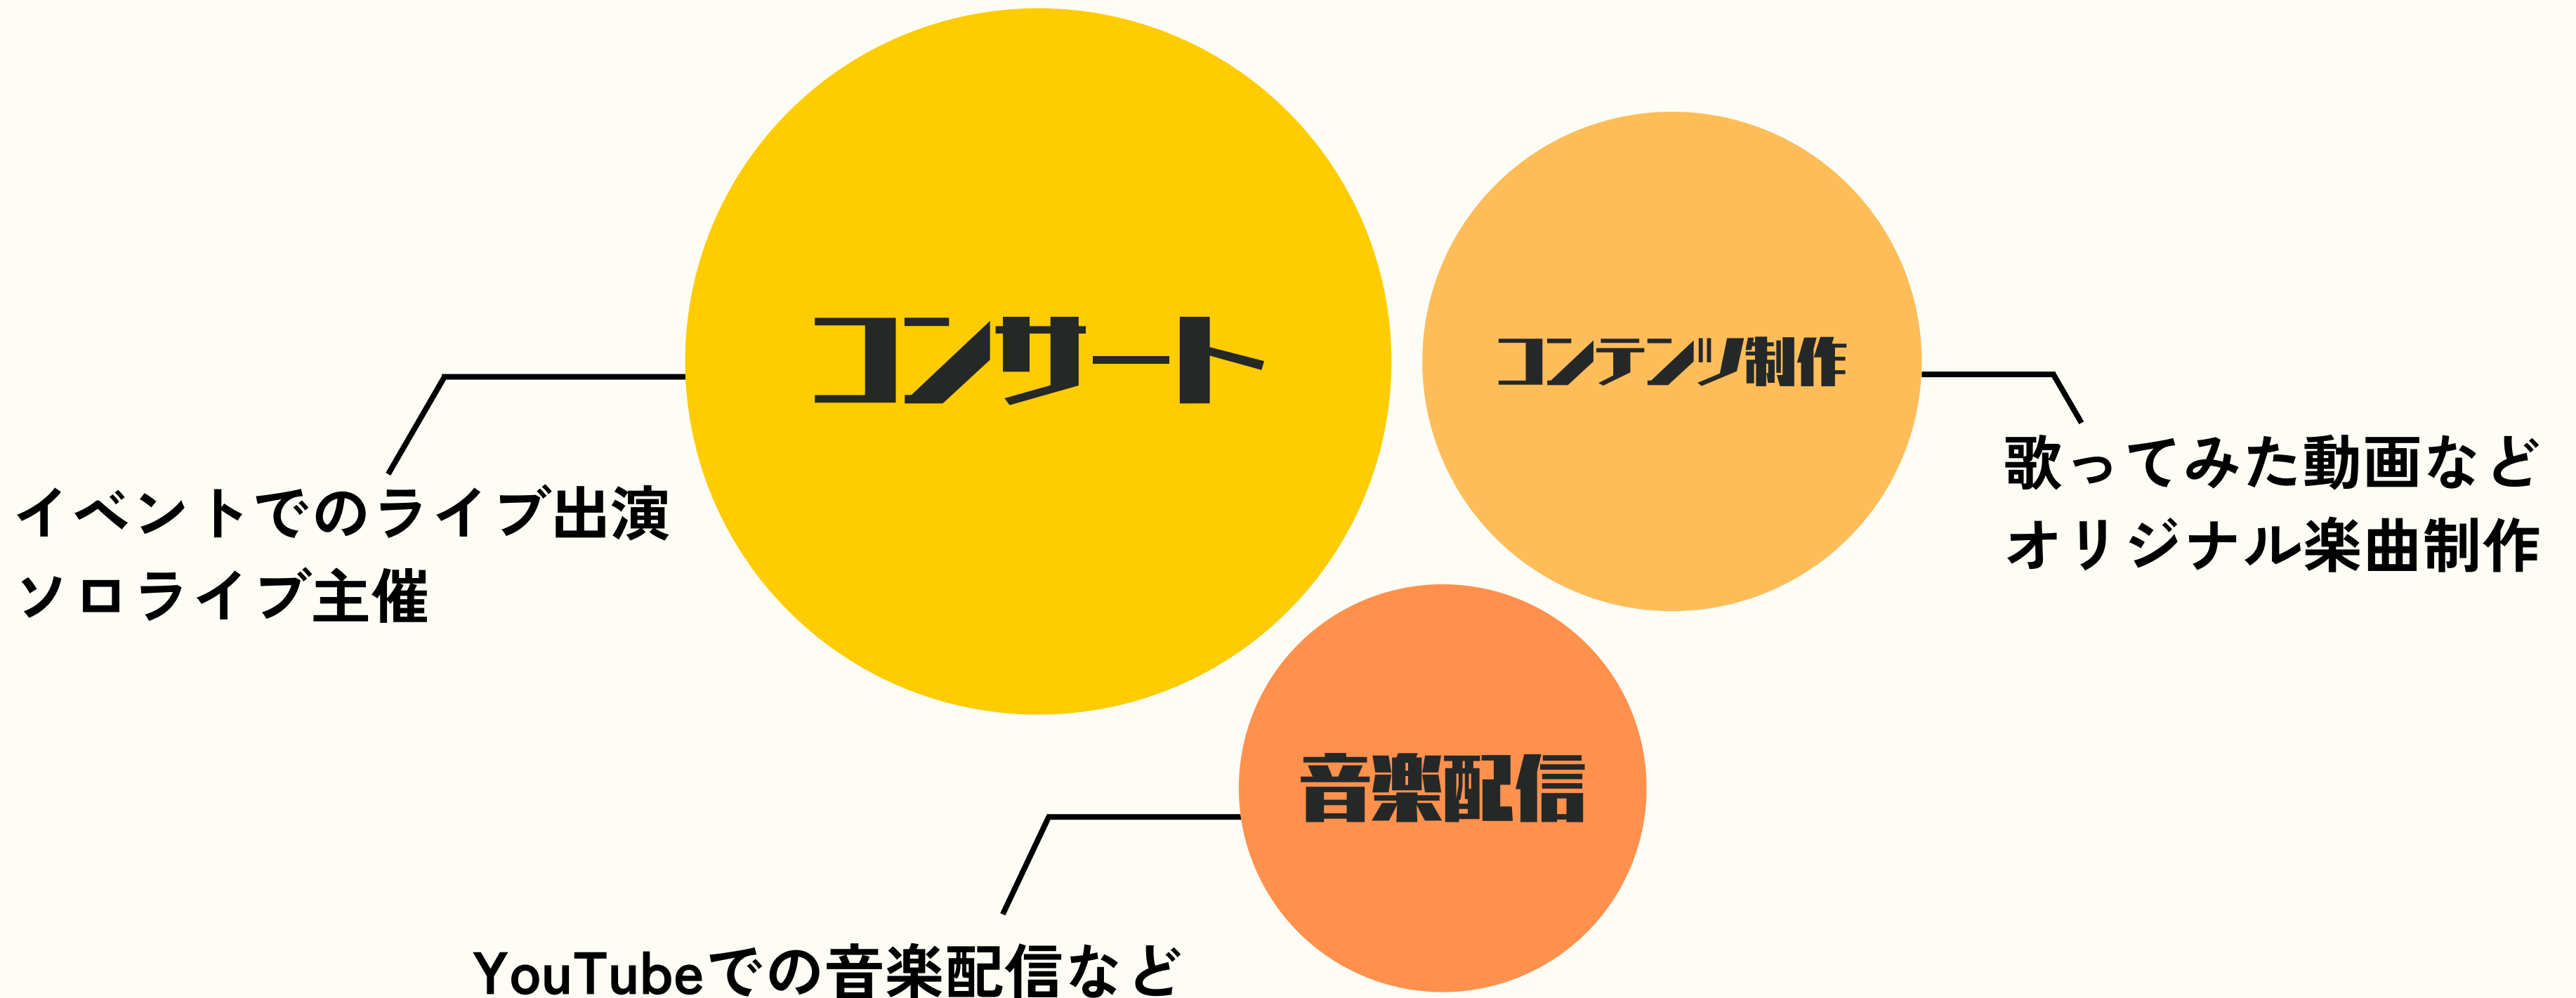 コンサート
イベントでのライブ出演
ソロライブ主催
コンテンツ制作
歌ってみた動画など
オリジナル楽曲制作
音楽配信
YouTubeでの音楽配信など